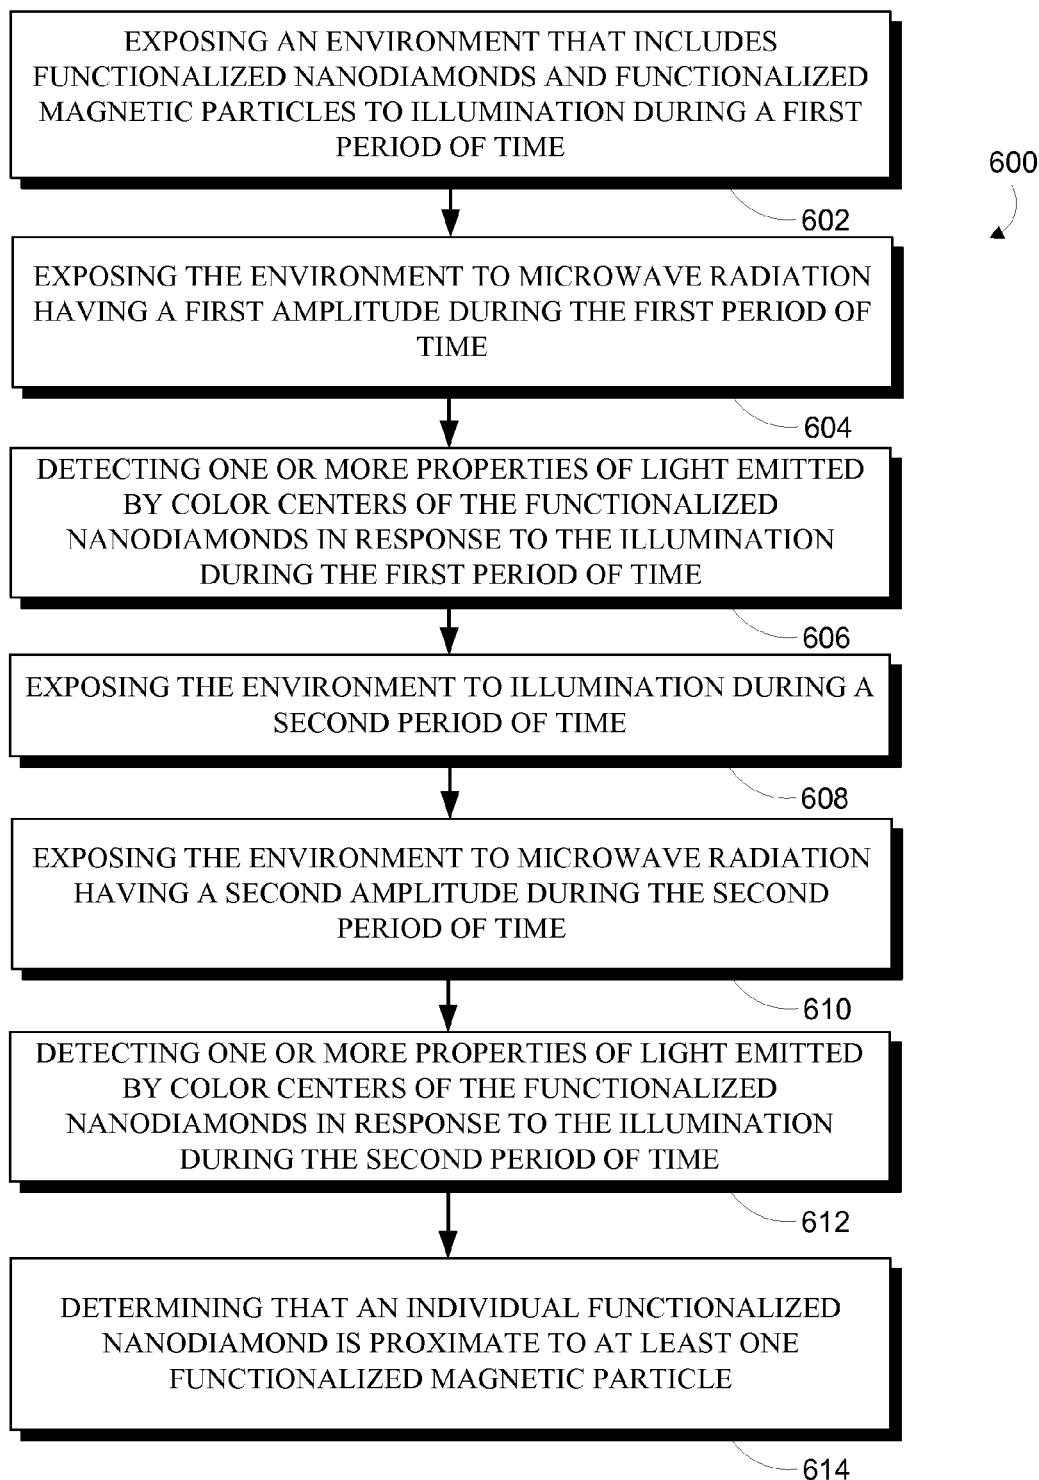 EXPOSING AN ENVIRONMENT THAT INCLUDES
FUNCTIONALIZED NANODIAMONDS AND FUNCTIONALIZED
MAGNETIC PARTICLES TO ILLUMINATION DURING A FIRST
PERIOD OF TIME
600
602
EXPOSING THE ENVIRONMENT TO MICROWAVE RADIATION
HAVING A FIRST AMPLITUDE DURING THE FIRST PERIOD OF
TIME
604
DETECTING ONE OR MORE PROPERTIES OF LIGHT EMITTED
BY COLOR CENTERS OF THE FUNCTIONALIZED
NANODIAMONDS IN RESPONSE TO THE ILLUMINATION
DURING THE FIRST PERIOD OF TIME
606
EXPOSING THE ENVIRONMENT TO ILLUMINATION DURING A
SECOND PERIOD OF TIME
608
EXPOSING THE ENVIRONMENT TO MICROWAVE RADIATION
HAVING A SECOND AMPLITUDE DURING THE SECOND
PERIOD OF TIME
610
DETECTING ONE OR MORE PROPERTIES OF LIGHT EMITTED
BY COLOR CENTERS OF THE FUNCTIONALIZED
NANODIAMONDS IN RESPONSE TO THE ILLUMINATION
DURING THE SECOND PERIOD OF TIME
612
DETERMINING THAT AN INDIVIDUAL FUNCTIONALIZED
NANODIAMOND IS PROXIMATE TO AT LEAST ONE
FUNCTIONALIZED MAGNETIC PARTICLE
614